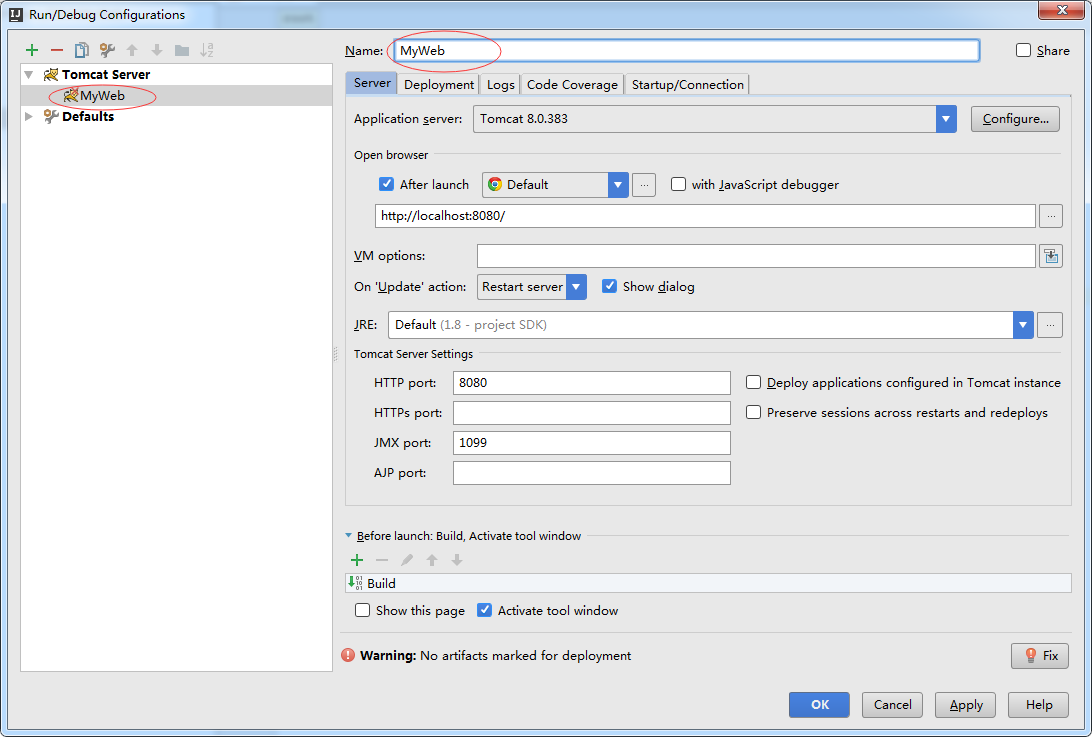 Run/Debug Configurations
Name: MyWeb Share
Tomcat Server
MyWeb
Defaults
Server Deployment Logs Code Coverage Startup/Connection
Application server: Tomcat 8.0.383 Configure...
Open browser
After launch Default ... with JavaScript debugger
http://localhost:8080/ ...
VM options:
On 'Update' action: Restart server Show dialog
JRE: Default (1.8 - project SDK) ...
Tomcat Server Settings
HTTP port: 8080 Deploy applications configured in Tomcat instance
HTTPs port: Preserve sessions across restarts and redeploys
JMX port: 1099
AJP port:
Before launch: Build, Activate tool window
Build
Show this page Activate tool window
Warning: No artifacts marked for deployment Fix
OK Cancel Apply Help